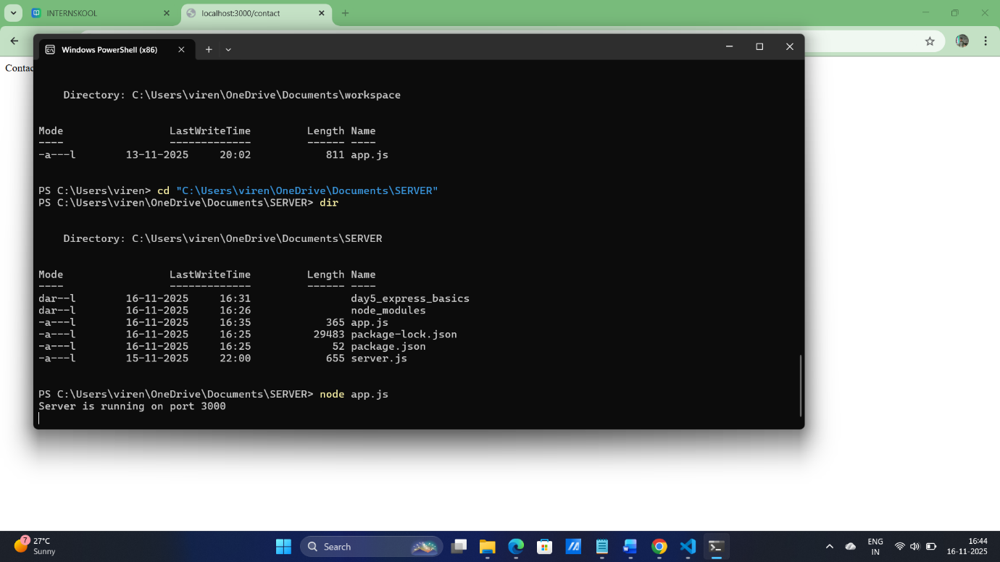 INTERNSKOOL
localhost:3000/contact
Windows PowerShell (x86)
Contac
Directory: C:\Users\viren\OneDrive\Documents\workspace
Mode LastWriteTime Length Name
---- ------------- ------ ----
-a---l 13-11-2025 20:02 811 app.js
PS C:\Users\viren> cd "C:\Users\viren\OneDrive\Documents\SERVER"
PS C:\Users\viren\OneDrive\Documents\SERVER> dir
Directory: C:\Users\viren\OneDrive\Documents\SERVER
Mode LastWriteTime Length Name
---- ------------- ------ ----
dar--l 16-11-2025 16:31 day5_express_basics
dar--l 16-11-2025 16:26 node_modules
-a---l 16-11-2025 16:35 365 app.js
-a---l 16-11-2025 16:25 29483 package-lock.json
-a---l 16-11-2025 16:25 52 package.json
-a---l 15-11-2025 22:00 655 server.js
PS C:\Users\viren\OneDrive\Documents\SERVER> node app.js
Server is running on port 3000
7
27°C
Sunny
Search
ENG
IN
16:44
16-11-2025